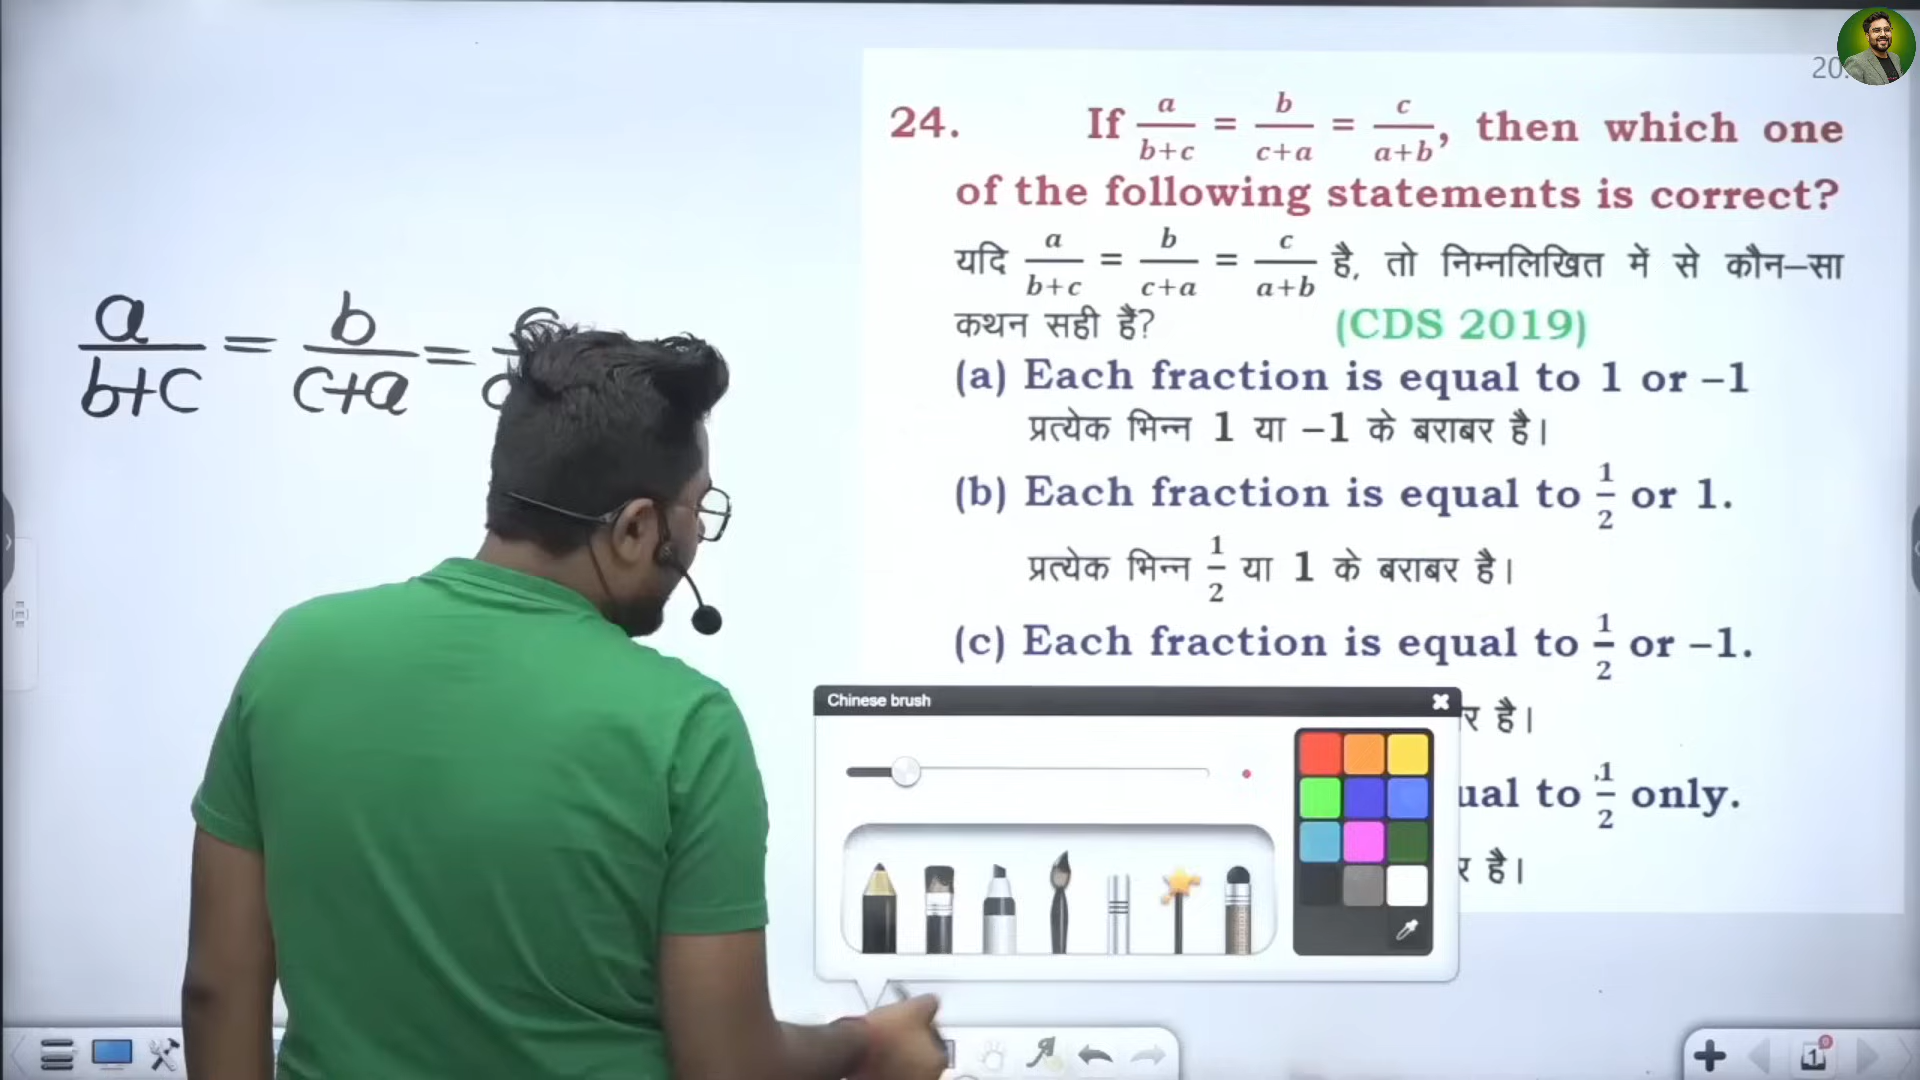 20
24. If a/b+c = b/c+a = c/a+b, then which one
of the following statements is correct?
यदि a/b+c = b/c+a = c/a+b है, तो निम्नलिखित में से कौन–सा
कथन सही है?  (CDS 2019)
(a) Each fraction is equal to 1 or –1
प्रत्येक भिन्न 1 या –1 के बराबर है।
(b) Each fraction is equal to 1/2 or 1.
प्रत्येक भिन्न 1/2 या 1 के बराबर है।
(c) Each fraction is equal to 1/2 or –1.
र है।
ual to 1/2 only.
र है।
a/b+c = b/c+a =
Chinese brush
1